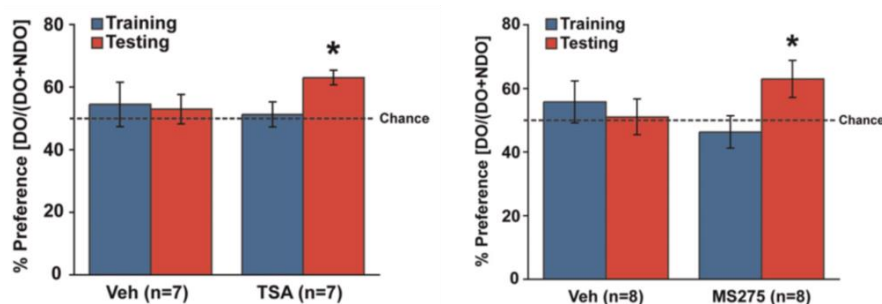 % Preference [DO/(DO+NDO]
80
60
40
20
0
Training
Testing
*
Chance
Veh (n=7)
TSA (n=7)
% Preference [DO/(DO+NDO]
80
60
40
20
0
Training
Testing
*
Chance
Veh (n=8)
MS275 (n=8)